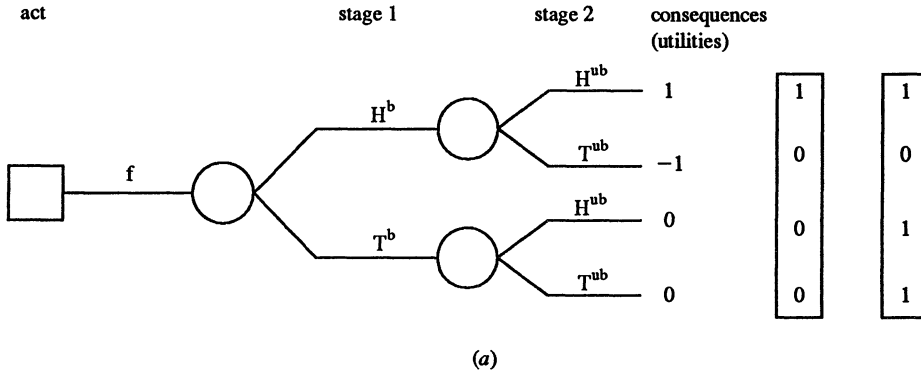 act stage 1 stage 2 consequences
(utilities)
H^ub
1 1 1
H^b
T^ub
−1 0 0
f
H^ub
0 0 1
T^b
T^ub
0 0 1
(a)